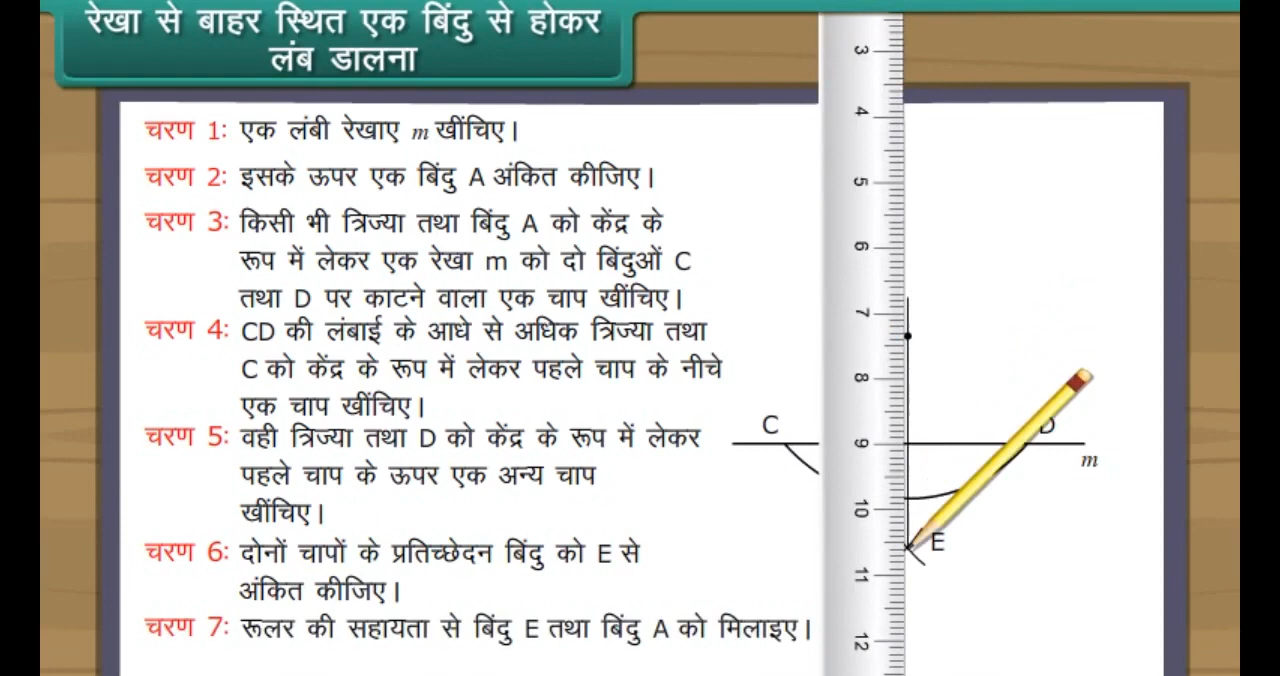 रेखा से बाहर स्थित एक बिंदु से होकर
लंब डालना
चरण 1: एक लंबी रेखाए m खींचिए।
चरण 2: इसके ऊपर एक बिंदु A अंकित कीजिए।
चरण 3: किसी भी त्रिज्या तथा बिंदु A को केंद्र के
रूप में लेकर एक रेखा m को दो बिंदुओं C
तथा D पर काटने वाला एक चाप खींचिए।
चरण 4: CD की लंबाई के आधे से अधिक त्रिज्या तथा
C को केंद्र के रूप में लेकर पहले चाप के नीचे
एक चाप खींचिए।
चरण 5: वही त्रिज्या तथा D को केंद्र के रूप में लेकर
पहले चाप के ऊपर एक अन्य चाप
खींचिए।
चरण 6: दोनों चापों के प्रतिच्छेदन बिंदु को E से
अंकित कीजिए।
चरण 7: रूलर की सहायता से बिंदु E तथा बिंदु A को मिलाइए।
3
4
5
6
7
8
9
10
11
12
C
D
m
E